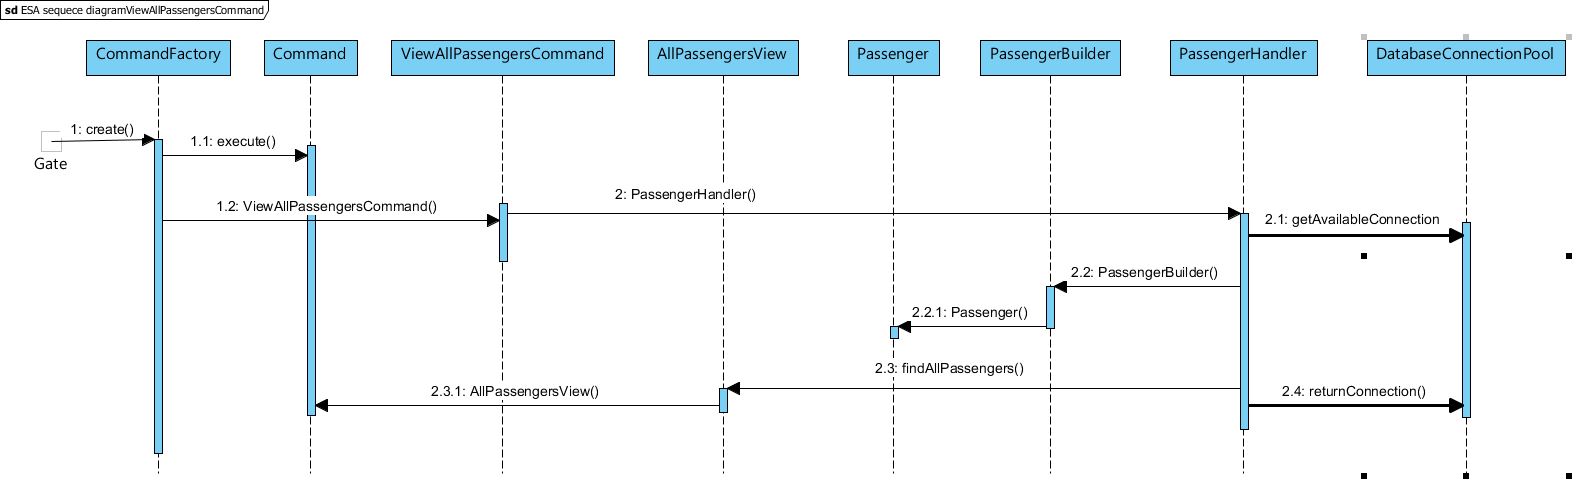 sd ESA sequece diagramViewAllPassengersCommand
CommandFactory
Command
ViewAllPassengersCommand
AllPassengersView
Passenger
PassengerBuilder
PassengerHandler
DatabaseConnectionPool
1: create()
Gate
1.1: execute()
1.2: ViewAllPassengersCommand()
2: PassengerHandler()
2.1: getAvailableConnection
2.2: PassengerBuilder()
2.2.1: Passenger()
2.3: findAllPassengers()
2.3.1: AllPassengersView()
2.4: returnConnection()